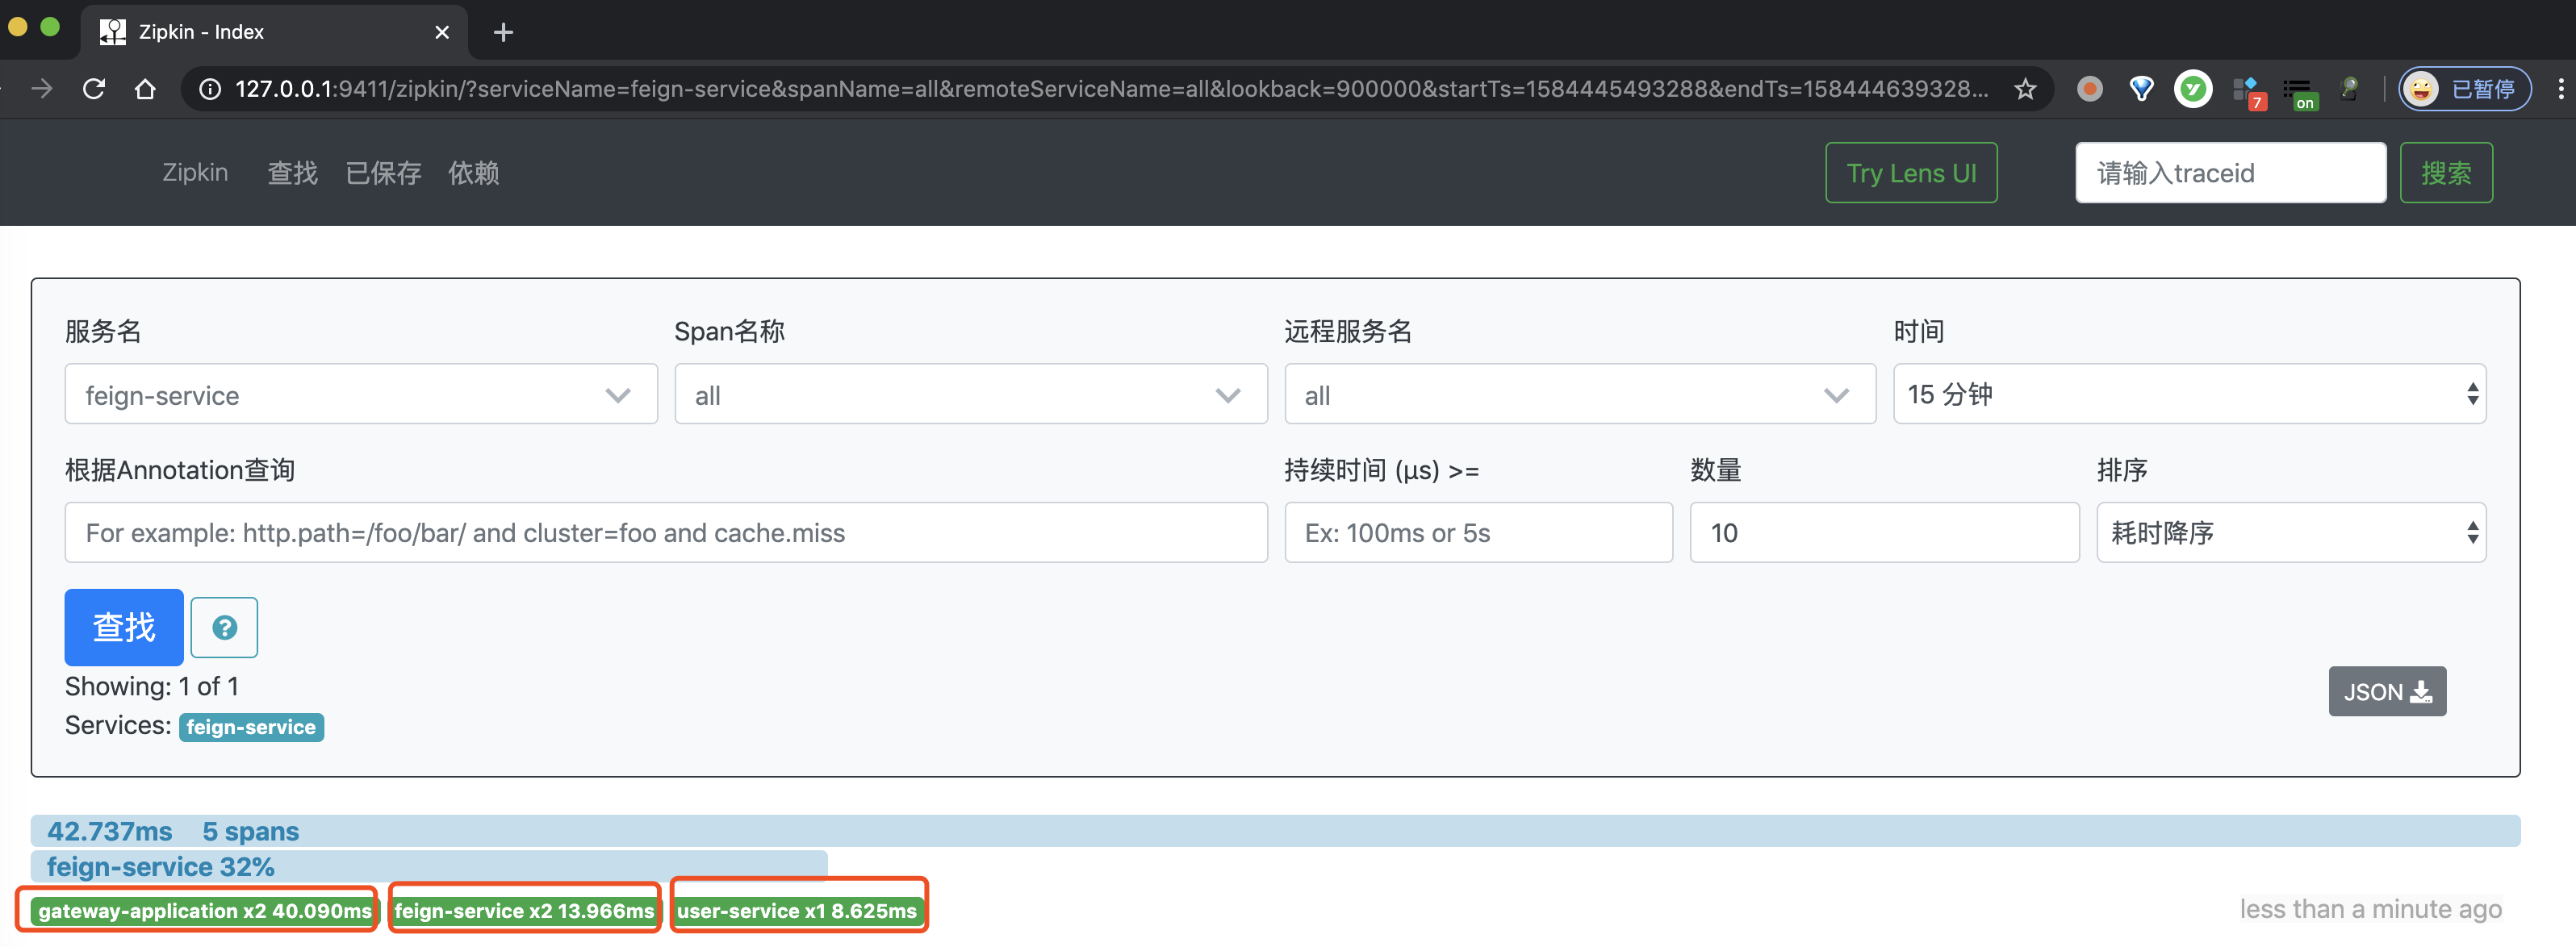 Zipkin - Index
127.0.0.1:9411/zipkin/?serviceName=feign-service&spanName=all&remoteServiceName=all&lookback=900000&startTs=1584445493288&endTs=158444639328...
7
on
已暂停
Zipkin 查找 已保存 依赖 Try Lens UI 请输入traceid 搜索
服务名 Span名称 远程服务名 时间
feign-service all all 15 分钟
根据Annotation查询 持续时间 (μs) >= 数量 排序
For example: http.path=/foo/bar/ and cluster=foo and cache.miss Ex: 100ms or 5s 10 耗时降序
查找 ?
Showing: 1 of 1
JSON
Services: feign-service
42.737ms 5 spans
feign-service 32%
gateway-application x2 40.090ms feign-service x2 13.966ms user-service x1 8.625ms less than a minute ago